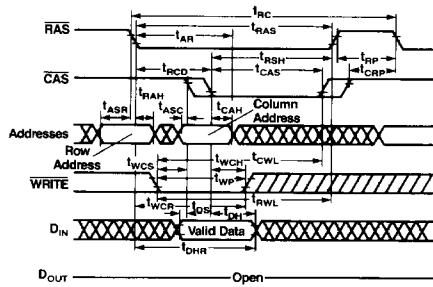 tRC
tRAS
RAS
tAR
tRSH
tRP
tRCD
tCAS
tCRP
CAS
tRAH
tASR
tASC
tCAH
Column
Address
Addresses
Row
Address
tWCS
tWCH
tCWL
tWP
WRITE
tWCR
tRWL
tDS
tDH
DIN
Valid Data
tDHR
DOUT
Open